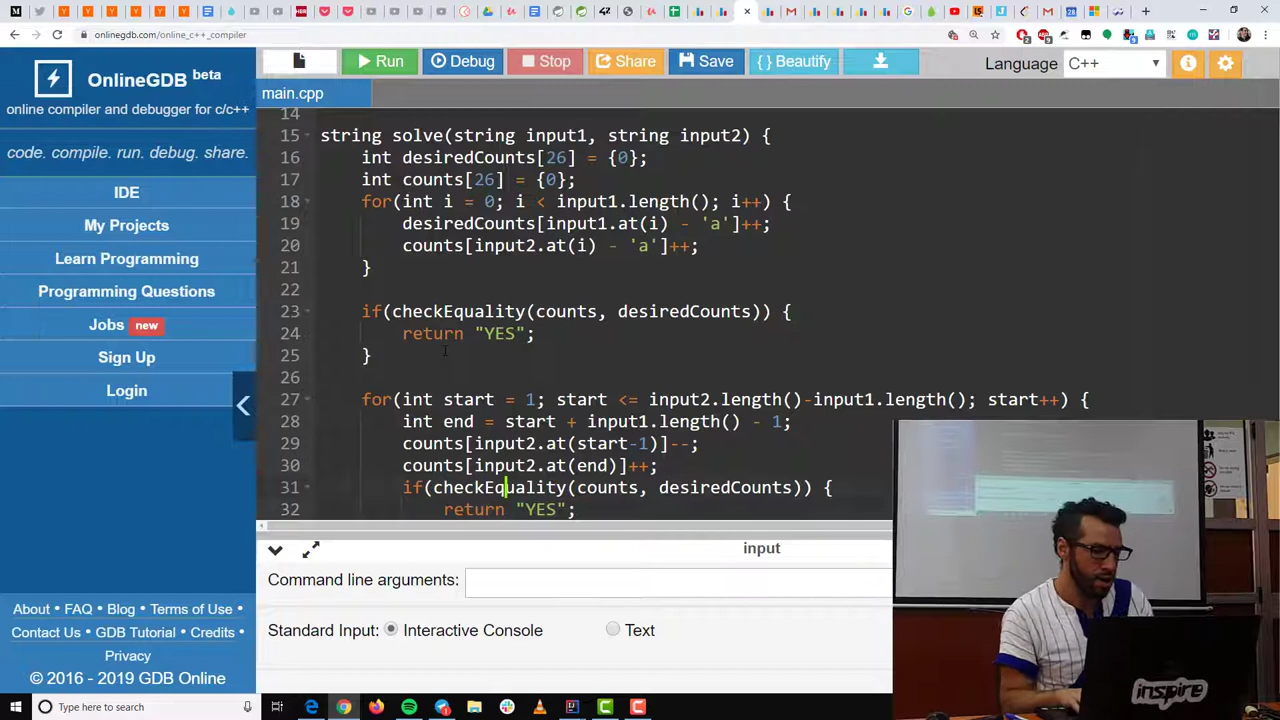 onlinegdb.com/online_c++_compiler
OnlineGDB beta
online compiler and debugger for c/c++
code. compile. run. debug. share.
IDE
My Projects
Learn Programming
Programming Questions
Jobs new
Sign Up
Login
About • FAQ • Blog • Terms of Use •
Contact Us • GDB Tutorial • Credits •
Privacy
© 2016 - 2019 GDB Online
Run
Debug
Stop
Share
Save
{ } Beautify
Language C++
main.cpp
14
15 string solve(string input1, string input2) {
16 int desiredCounts[26] = {0};
17 int counts[26] = {0};
18 for(int i = 0; i < input1.length(); i++) {
19 desiredCounts[input1.at(i) - 'a']++;
20 counts[input2.at(i) - 'a']++;
21 }
22
23 if(checkEquality(counts, desiredCounts)) {
24 return "YES";
25 }
26
27 for(int start = 1; start <= input2.length()-input1.length(); start++) {
28 int end = start + input1.length() - 1;
29 counts[input2.at(start-1)]--;
30 counts[input2.at(end)]++;
31 if(checkEquality(counts, desiredCounts)) {
32 return "YES";
input
Command line arguments:
Standard Input: Interactive Console Text
Type here to search
inspire